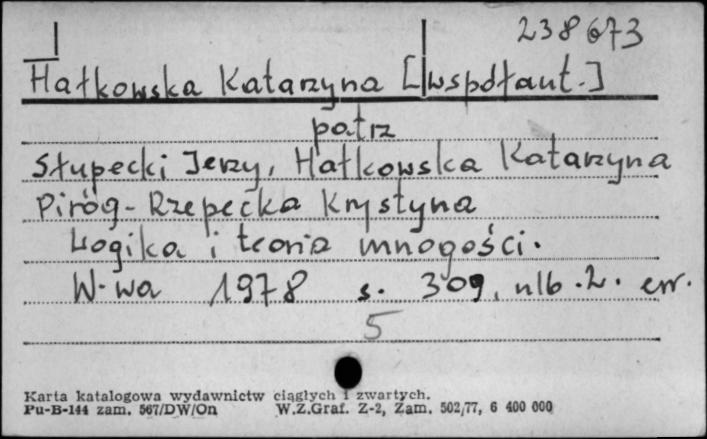 238673
Hałkowska Katarzyna [współaut.]
patrz
Słupecki Jerzy, Hałkowska Katarzyna
Piróg-Rzepecka Krystyna
Logika i teoria mnogości.
W-wa 1978 s. 309, nlb. 2. err.
5
Karta katalogowa wydawnictw ciągłych i zwartych.
Pu-B-144 zam. 567/DW/On W.Z.Graf. Z-2, Zam. 502/77, 6 400 000